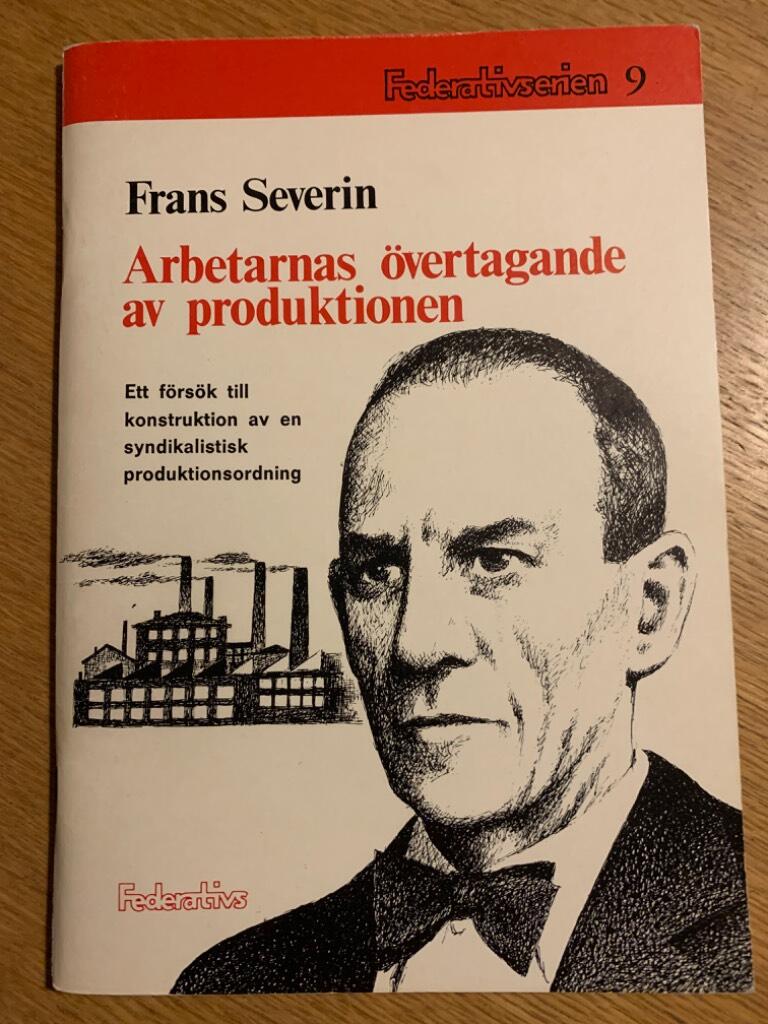 Federativserien 9
Frans Severin
Arbetarnas övertagande
av produktionen
Ett försök till
konstruktion av en
syndikalistisk
produktionsordning
Federativs